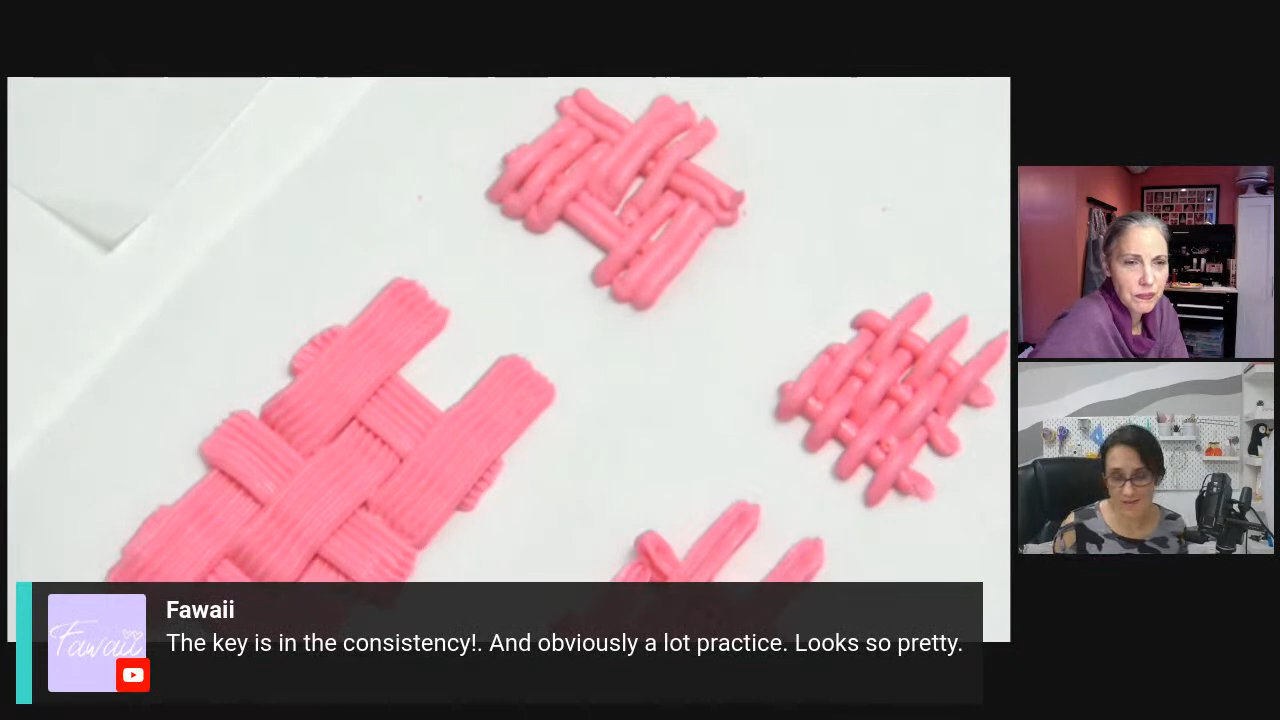 Fawaii
Fawaii
The key is in the consistency!. And obviously a lot practice. Looks so pretty.